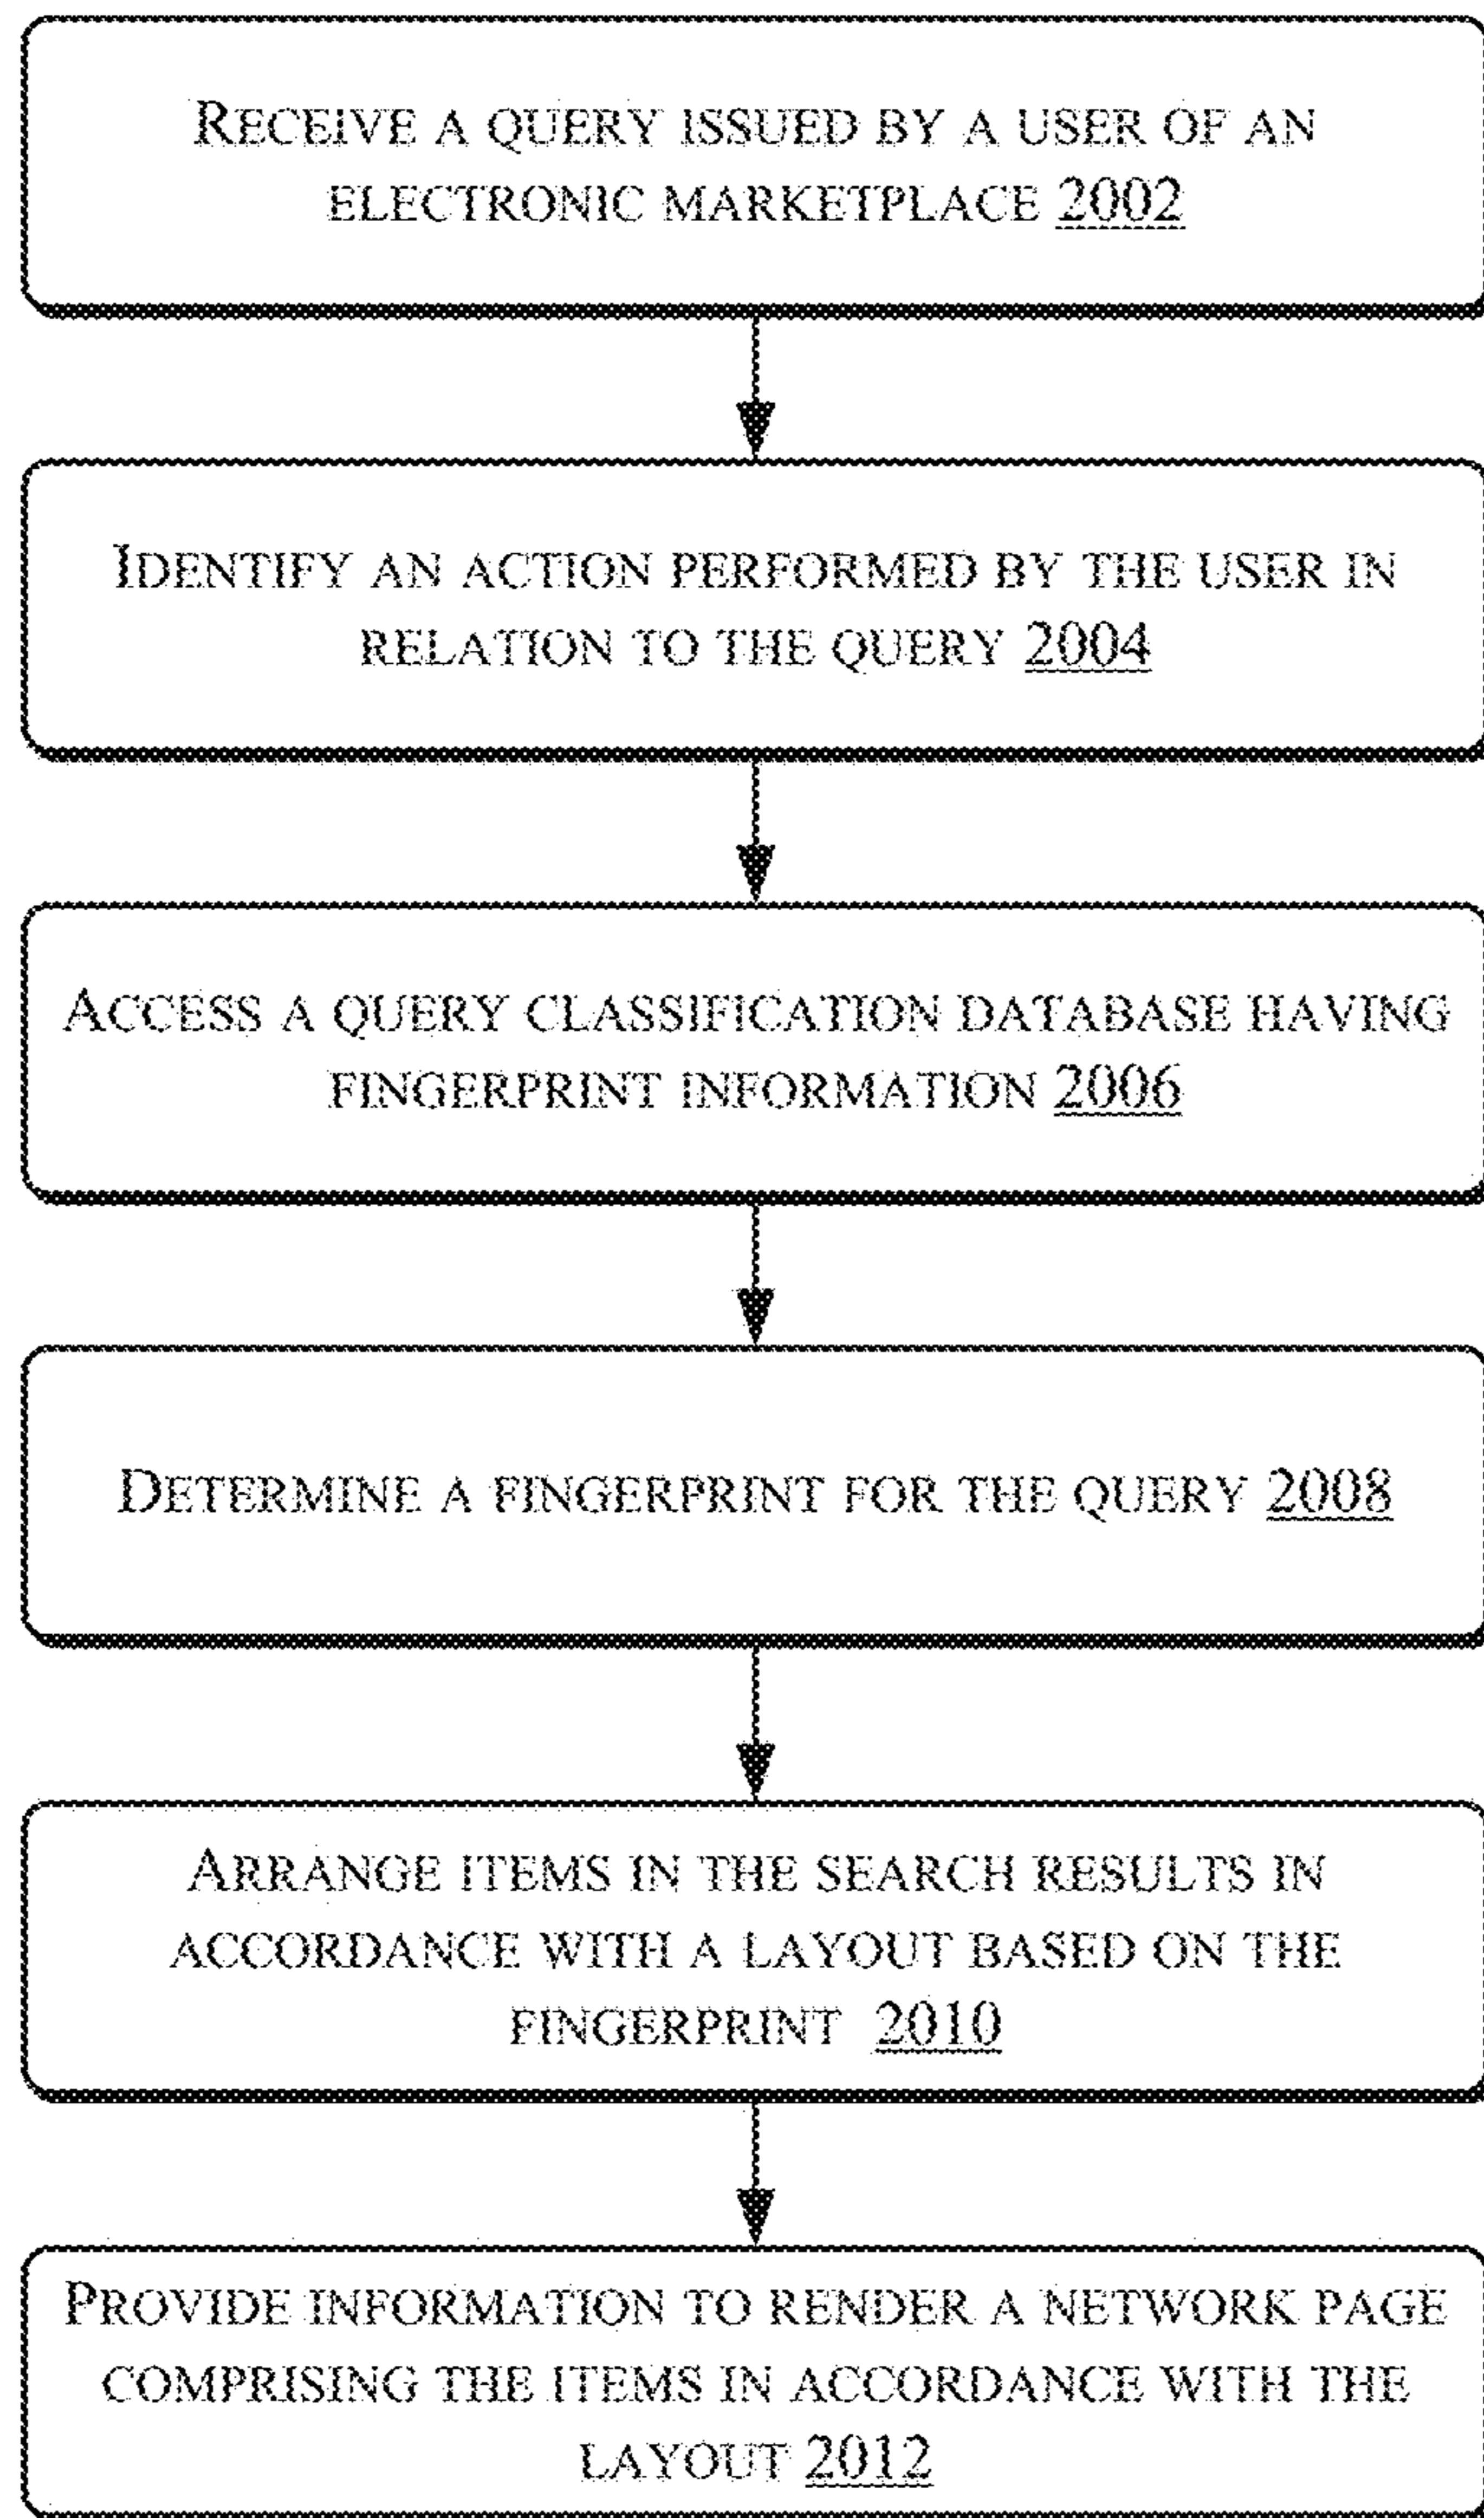 RECEIVE A QUERY ISSUED BY A USER OF AN
ELECTRONIC MARKETPLACE 2002
IDENTIFY AN ACTION PERFORMED BY THE USER IN
RELATION TO THE QUERY 2004
ACCESS A QUERY CLASSIFICATION DATABASE HAVING
FINGERPRINT INFORMATION 2006
DETERMINE A FINGERPRINT FOR THE QUERY 2008
ARRANGE ITEMS IN THE SEARCH RESULTS IN
ACCORDANCE WITH A LAYOUT BASED ON THE
FINGERPRINT 2010
PROVIDE INFORMATION TO RENDER A NETWORK PAGE
COMPRISING THE ITEMS IN ACCORDANCE WITH THE
LAYOUT 2012